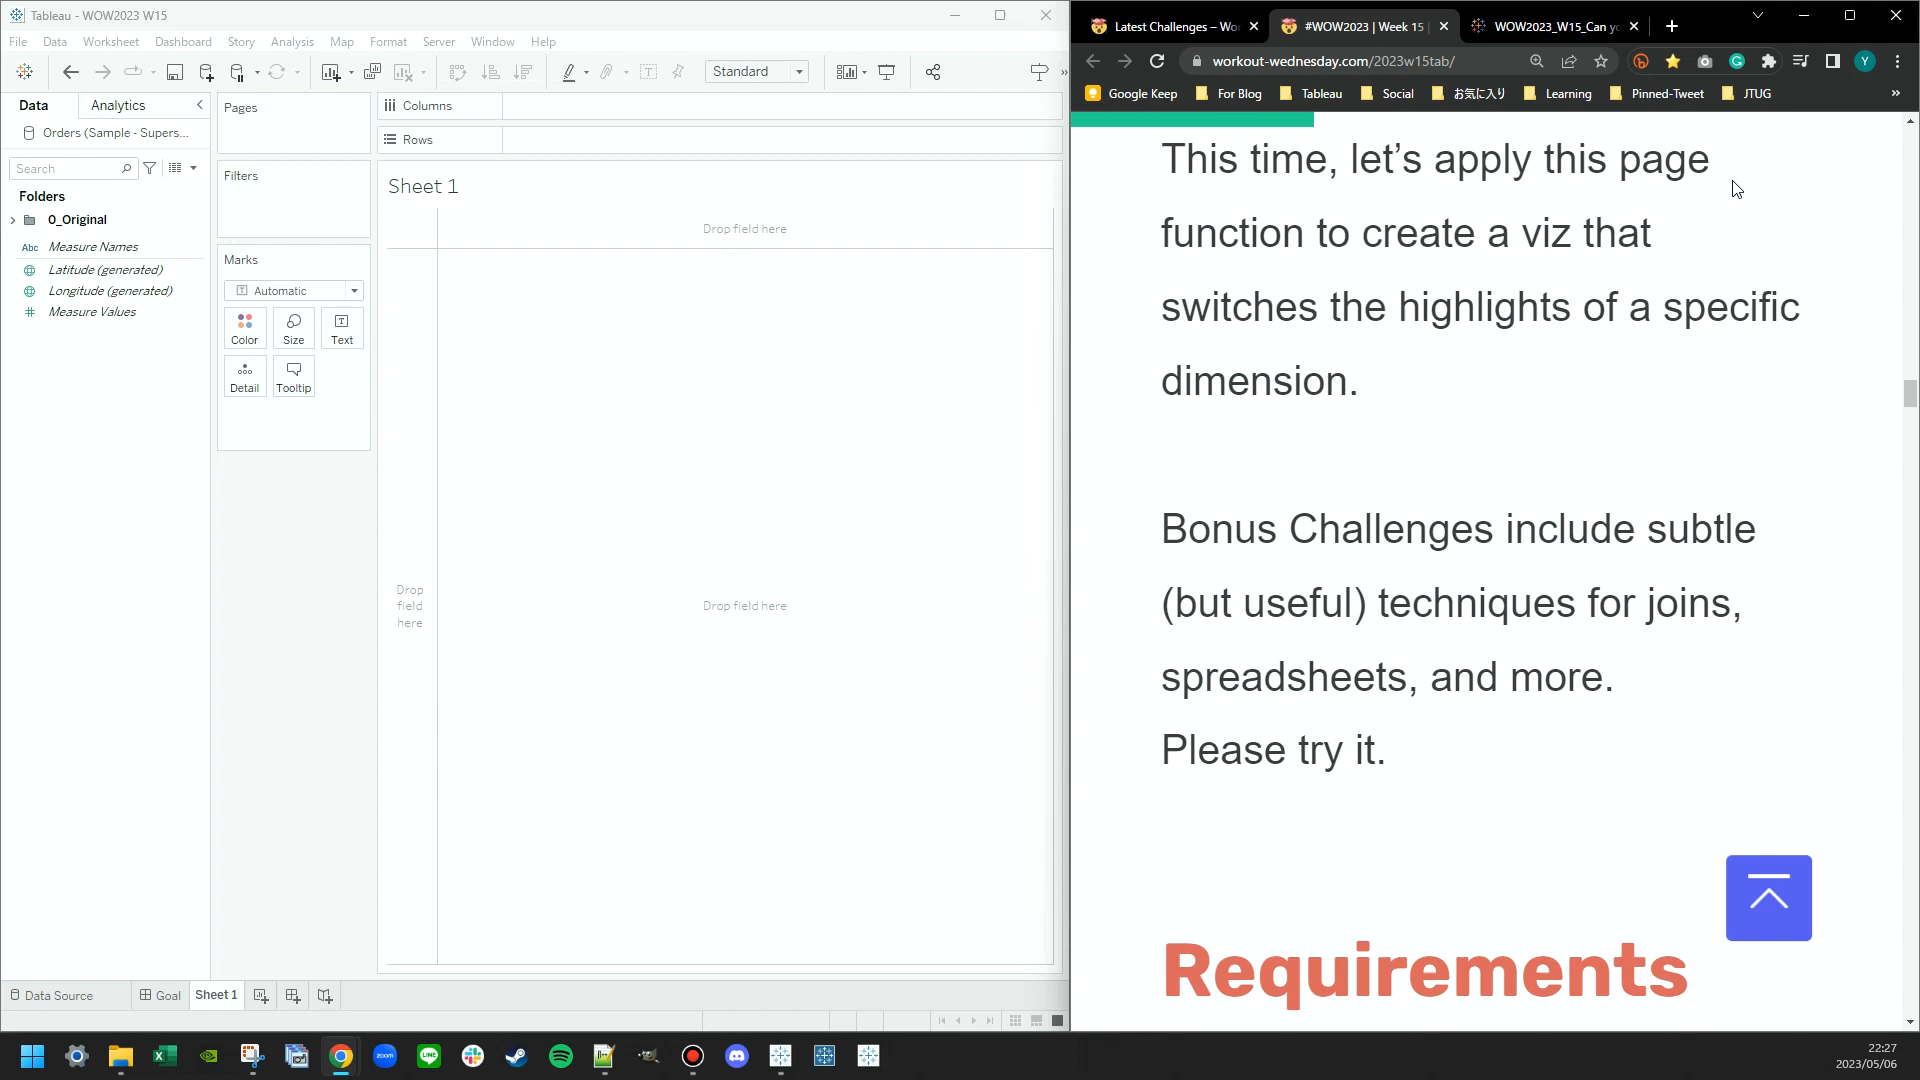 Tableau - WOW2023 W15
File Data Worksheet Dashboard Story Analysis Map Format Server Window Help
Standard
Data Analytics
Orders (Sample - Supers...
Search
Folders
0_Original
Abc Measure Names
Latitude (generated)
Longitude (generated)
Measure Values
Pages
Filters
Marks
Automatic
Color Size Text
Detail Tooltip
Columns
Rows
Sheet 1
Drop field here
Drop
field
here
Drop field here
Data Source Goal Sheet 1
Latest Challenges – Wo
#WOW2023 | Week 15
WOW2023_W15_Can yo
workout-wednesday.com/2023w15tab/
Y
Google Keep For Blog Tableau Social お気に入り Learning Pinned-Tweet JTUG
This time, let’s apply this page
function to create a viz that
switches the highlights of a specific
dimension.
Bonus Challenges include subtle
(but useful) techniques for joins,
spreadsheets, and more.
Please try it.
Requirements
zoom
LINE
22:27
2023/05/06